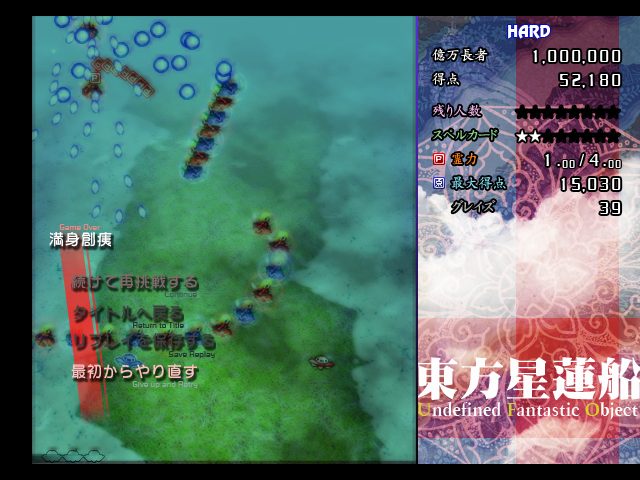 Game Over
満身創痍
続けて再挑戦する
Continue
タイトルへ戻る
Return to Title
リプレイを保存する
Save Replay
最初からやり直す
Give up and Retry
HARD
億万長者 1,000,000
得点 52,180
残り人数
スペルカード
P 霊力 1.00/4.00
最大得点 15,030
グレイズ 39
東方星蓮船
Undefined Fantastic Object